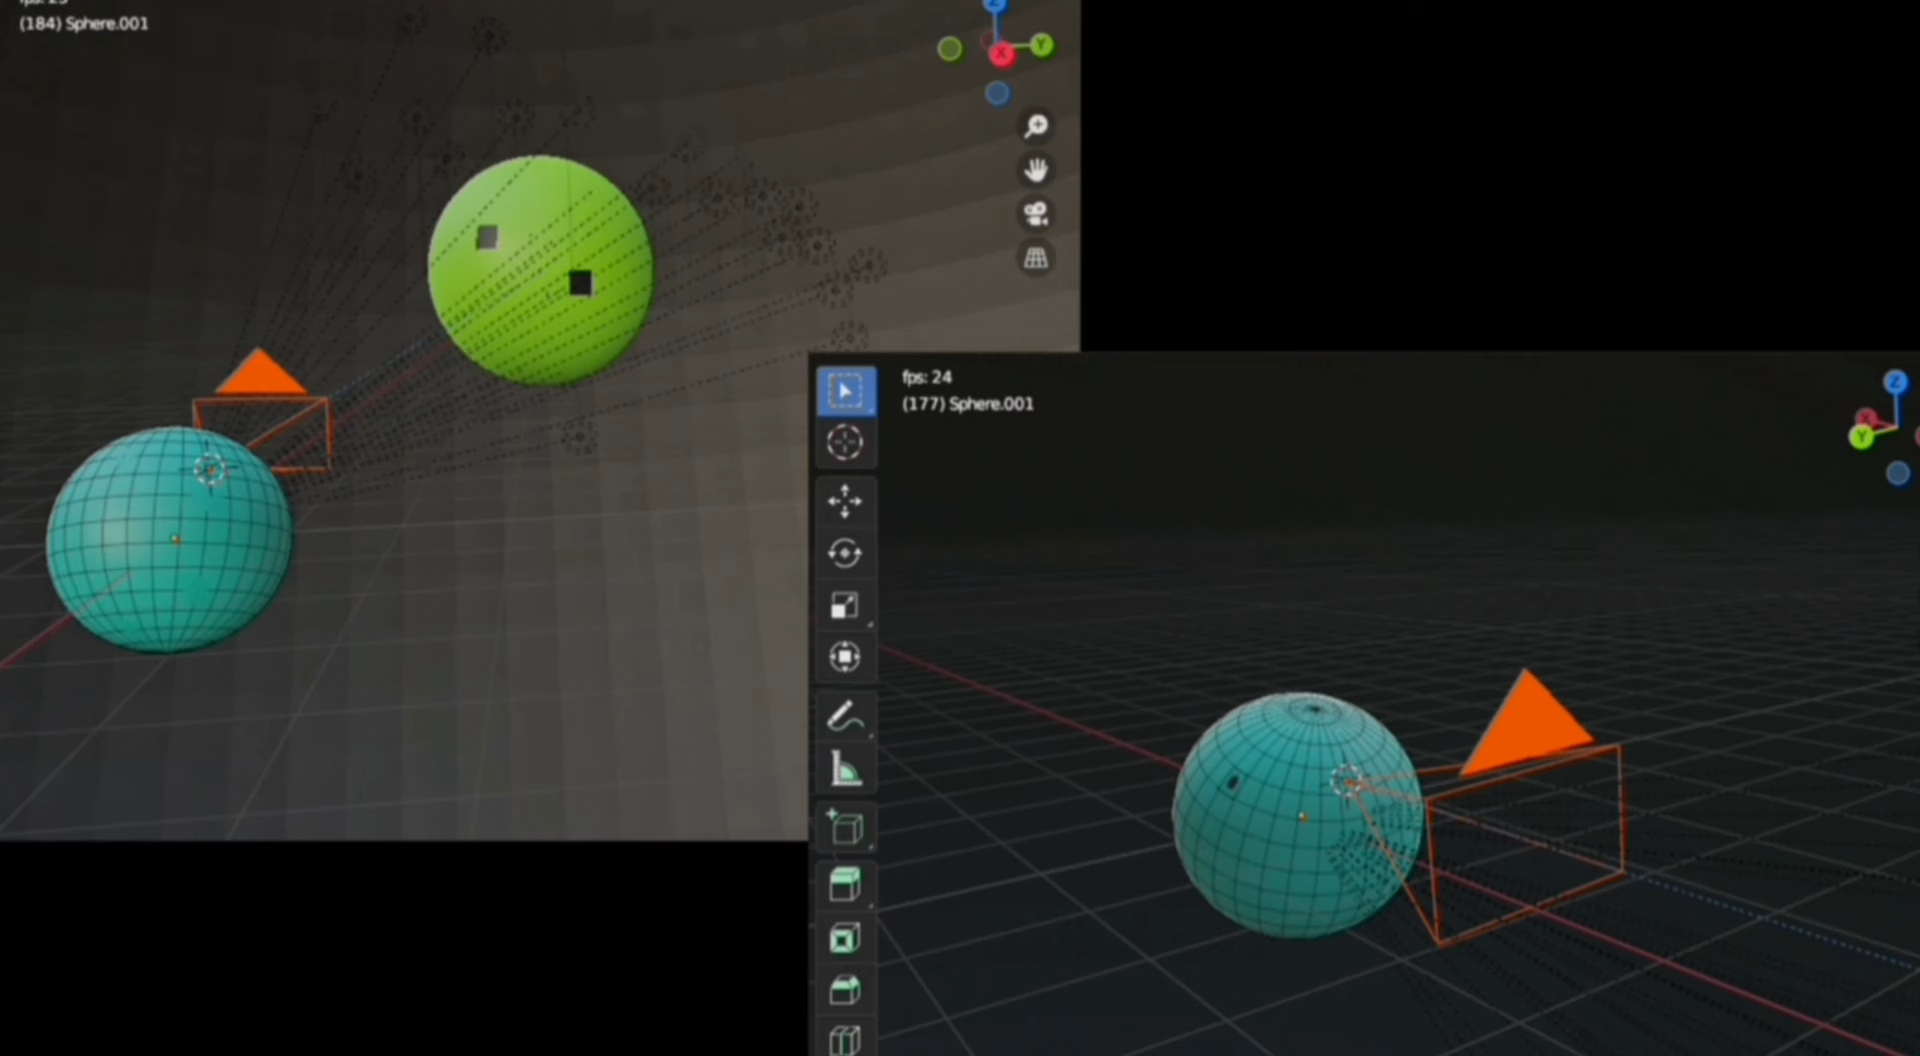 (184) Sphere.001
Z
X
Y
fps: 24
(177) Sphere.001
Z
X
Y